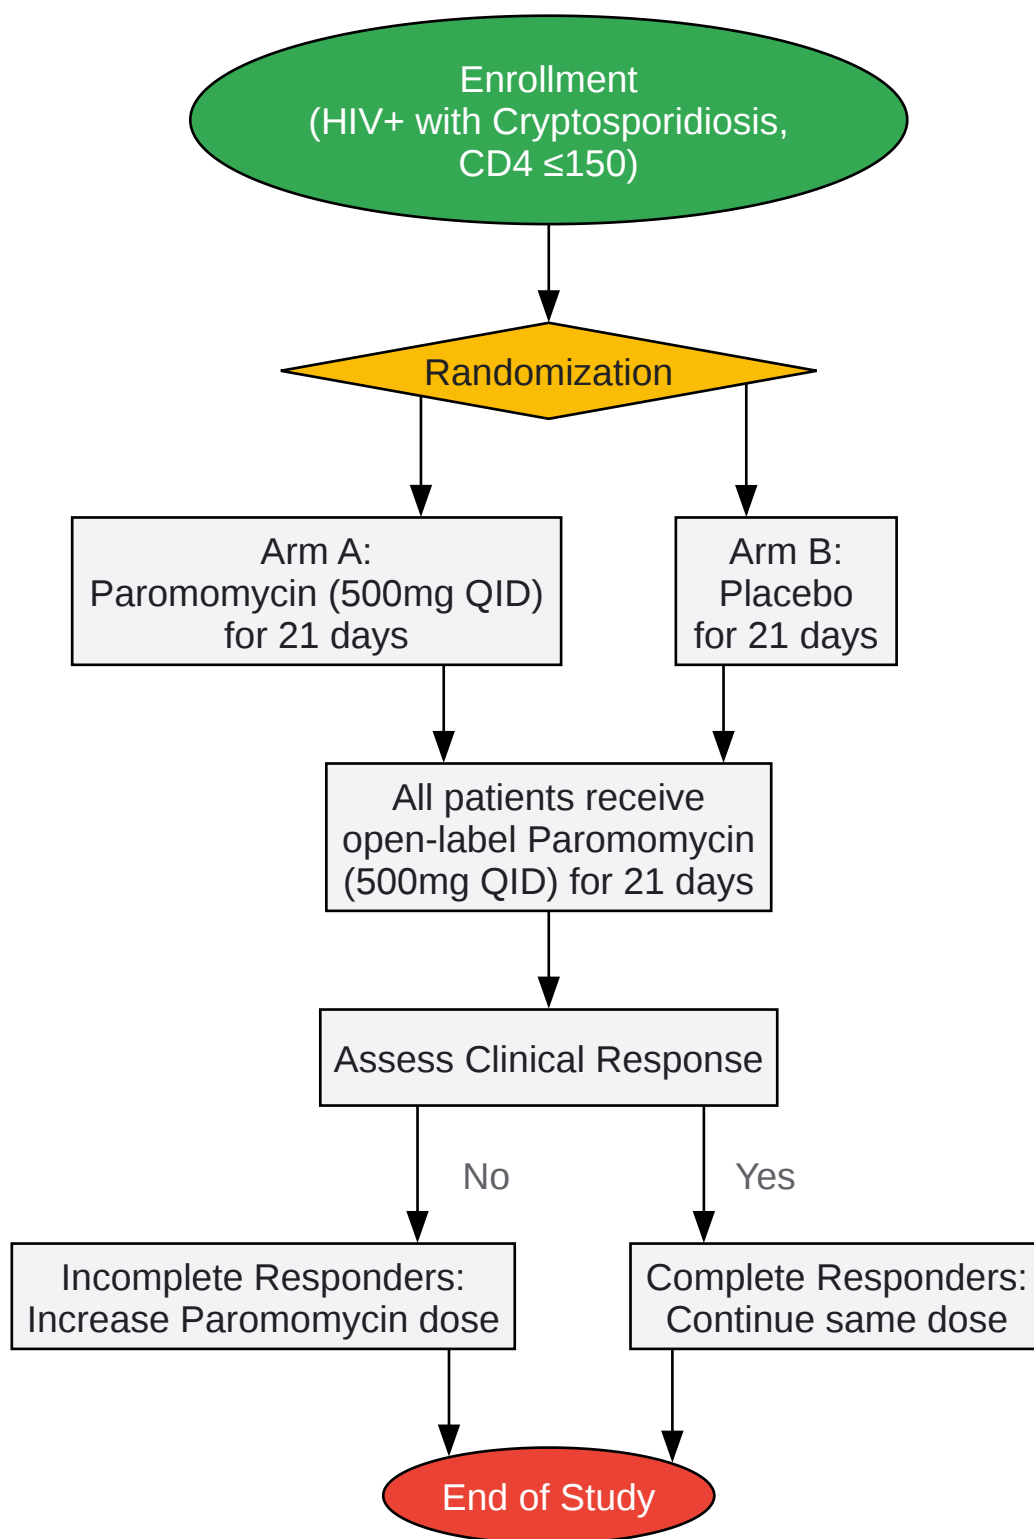 Enrollment
(HIV+ with Cryptosporidiosis,
CD4 ≤150)
Randomization
Arm A:
Paromomycin (500mg QID)
for 21 days
Arm B:
Placebo
for 21 days
All patients receive
open-label Paromomycin
(500mg QID) for 21 days
Assess Clinical Response
No
Yes
Incomplete Responders:
Increase Paromomycin dose
Complete Responders:
Continue same dose
End of Study